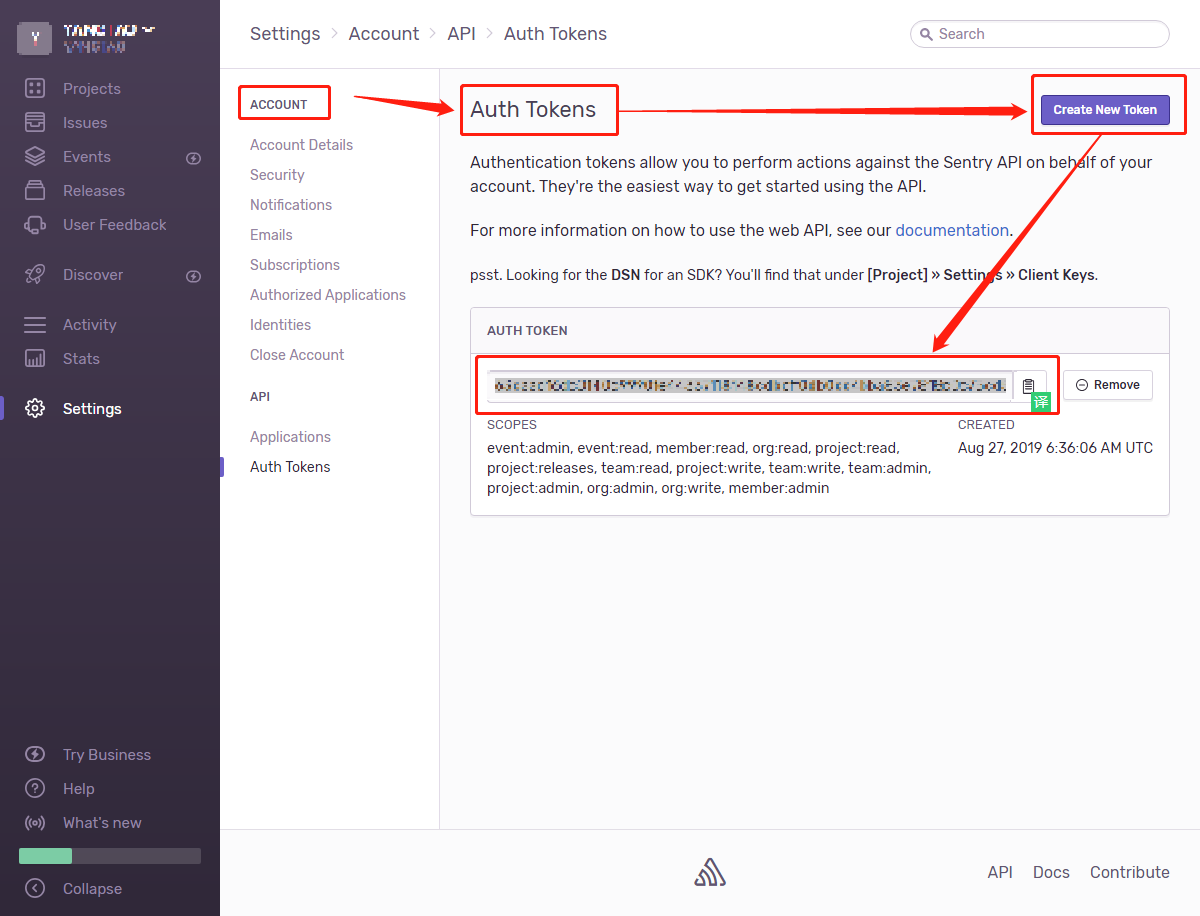 Settings > Account > API > Auth Tokens
Search
Projects
Issues
Events
Releases
User Feedback
Discover
Activity
Stats
Settings
Try Business
Help
What's new
Collapse
ACCOUNT
Account Details
Security
Notifications
Emails
Subscriptions
Authorized Applications
Identities
Close Account
API
Applications
Auth Tokens
Auth Tokens
Create New Token
Authentication tokens allow you to perform actions against the Sentry API on behalf of your
account. They're the easiest way to get started using the API.
For more information on how to use the web API, see our documentation.
psst. Looking for the DSN for an SDK? You'll find that under [Project] » Settings » Client Keys.
AUTH TOKEN
译
Remove
SCOPES
event:admin, event:read, member:read, org:read, project:read,
project:releases, team:read, project:write, team:write, team:admin,
project:admin, org:admin, org:write, member:admin
CREATED
Aug 27, 2019 6:36:06 AM UTC
API
Docs
Contribute